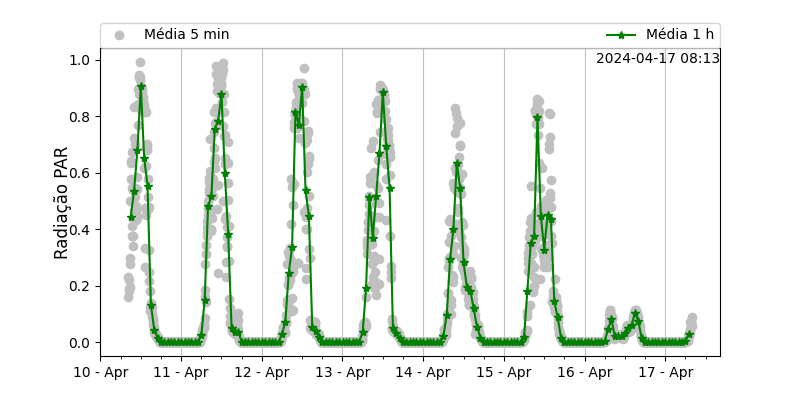 Média 5 min
Média 1 h
2024-04-17 08:13
Radiação PAR
1.0
0.8
0.6
0.4
0.2
0.0
10 - Apr
11 - Apr
12 - Apr
13 - Apr
14 - Apr
15 - Apr
16 - Apr
17 - Apr